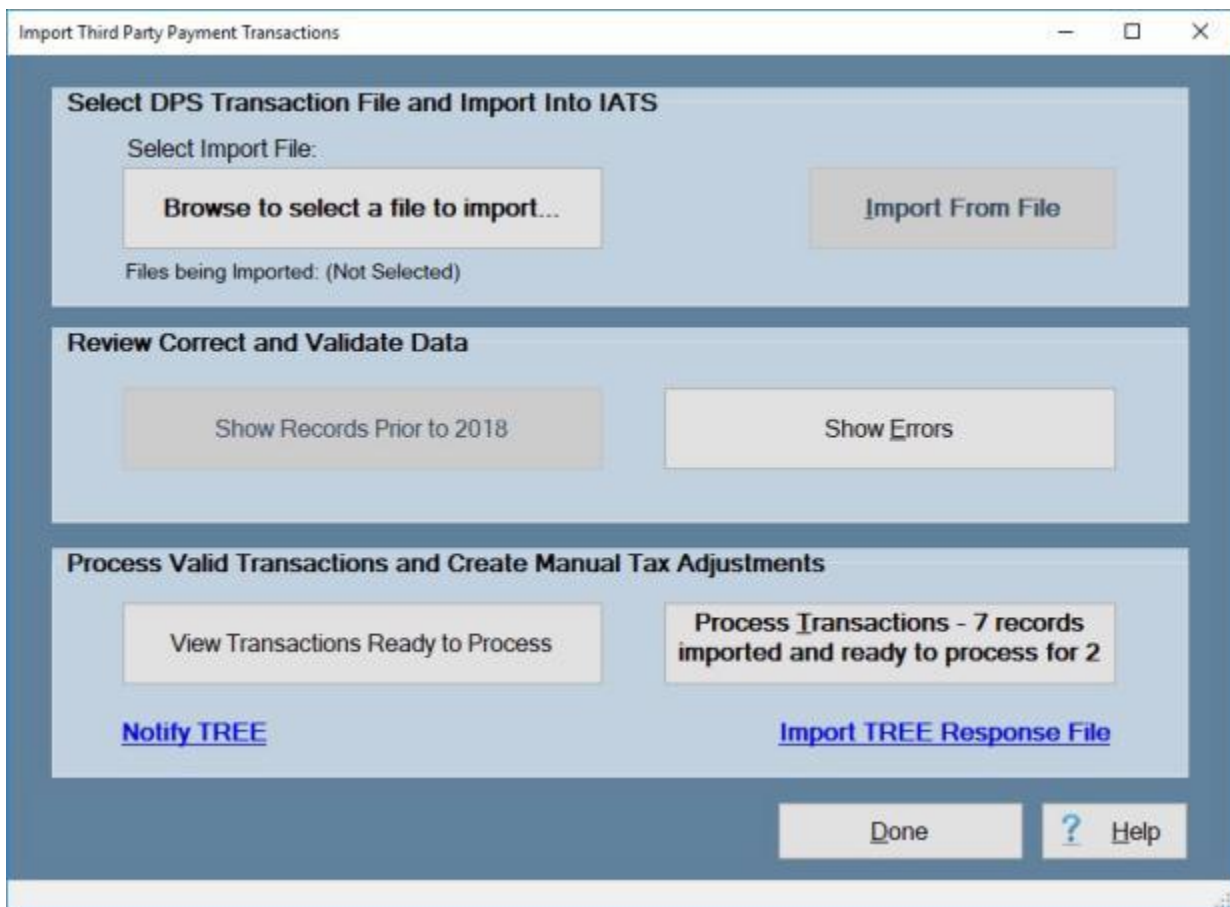 Import Third Party Payment Transactions
Select DPS Transaction File and Import Into IATS
Select Import File:
Browse to select a file to import...
Import From File
Files being Imported: (Not Selected)
Review Correct and Validate Data
Show Records Prior to 2018
Show Errors
Process Valid Transactions and Create Manual Tax Adjustments
View Transactions Ready to Process
Process Transactions - 7 records
imported and ready to process for 2
Notify TREE
Import TREE Response File
Done
? Help